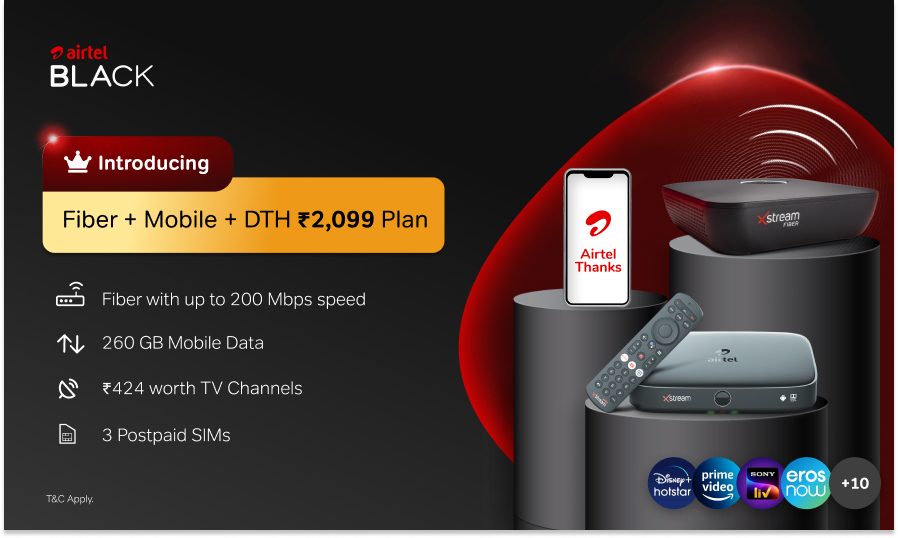 airtel
BLACK
Introducing
Fiber + Mobile + DTH ₹2,099 Plan
Fiber with up to 200 Mbps speed
260 GB Mobile Data
₹424 worth TV Channels
3 Postpaid SIMs
T&C Apply.
Airtel
Thanks
xstream
FIBER
airtel
xstream
Disney+
hotstar
prime
video
SONY
liv
eros
now
+10